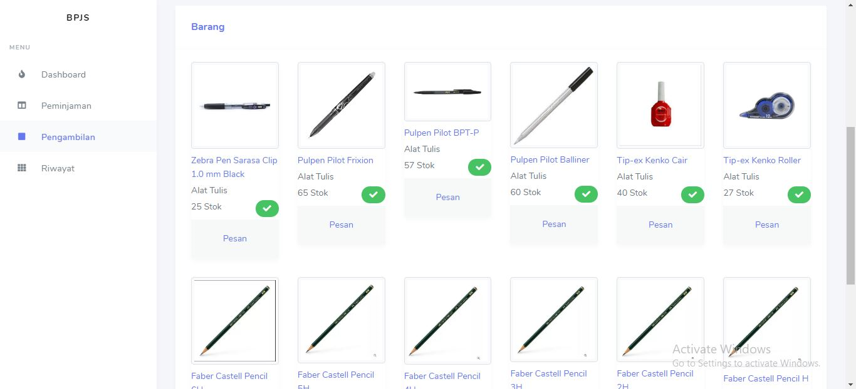 BPJS
MENU
Dashboard
Peminjaman
Pengambilan
Riwayat
Barang
Zebra Pen Sarasa Clip
1.0 mm Black
Alat Tulis
25 Stok
Pesan
Pulpen Pilot Frixion
Alat Tulis
65 Stok
Pesan
Pulpen Pilot BPT-P
Alat Tulis
57 Stok
Pesan
Pulpen Pilot Balliner
Alat Tulis
60 Stok
Pesan
Tip-ex Kenko Cair
Alat Tulis
40 Stok
Pesan
Tip-ex Kenko Roller
Alat Tulis
27 Stok
Pesan
Faber Castell Pencil
Faber Castell Pencil
5H
Faber Castell Pencil
4H
Faber Castell Pencil
3H
Faber Castell Pencil
2H
Faber Castell Pencil H
Activate Windows
Go to Settings to activate Windows.